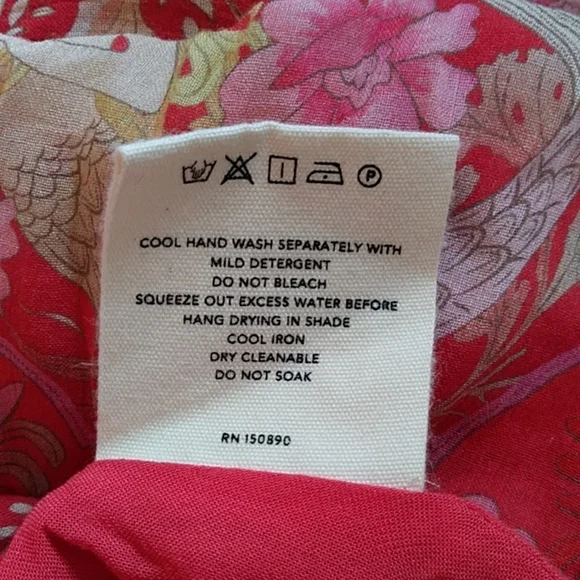 P
COOL HAND WASH SEPARATELY WITH
MILD DETERGENT
DO NOT BLEACH
SQUEEZE OUT EXCESS WATER BEFORE
HANG DRYING IN SHADE
COOL IRON
DRY CLEANABLE
DO NOT SOAK
RN 150890